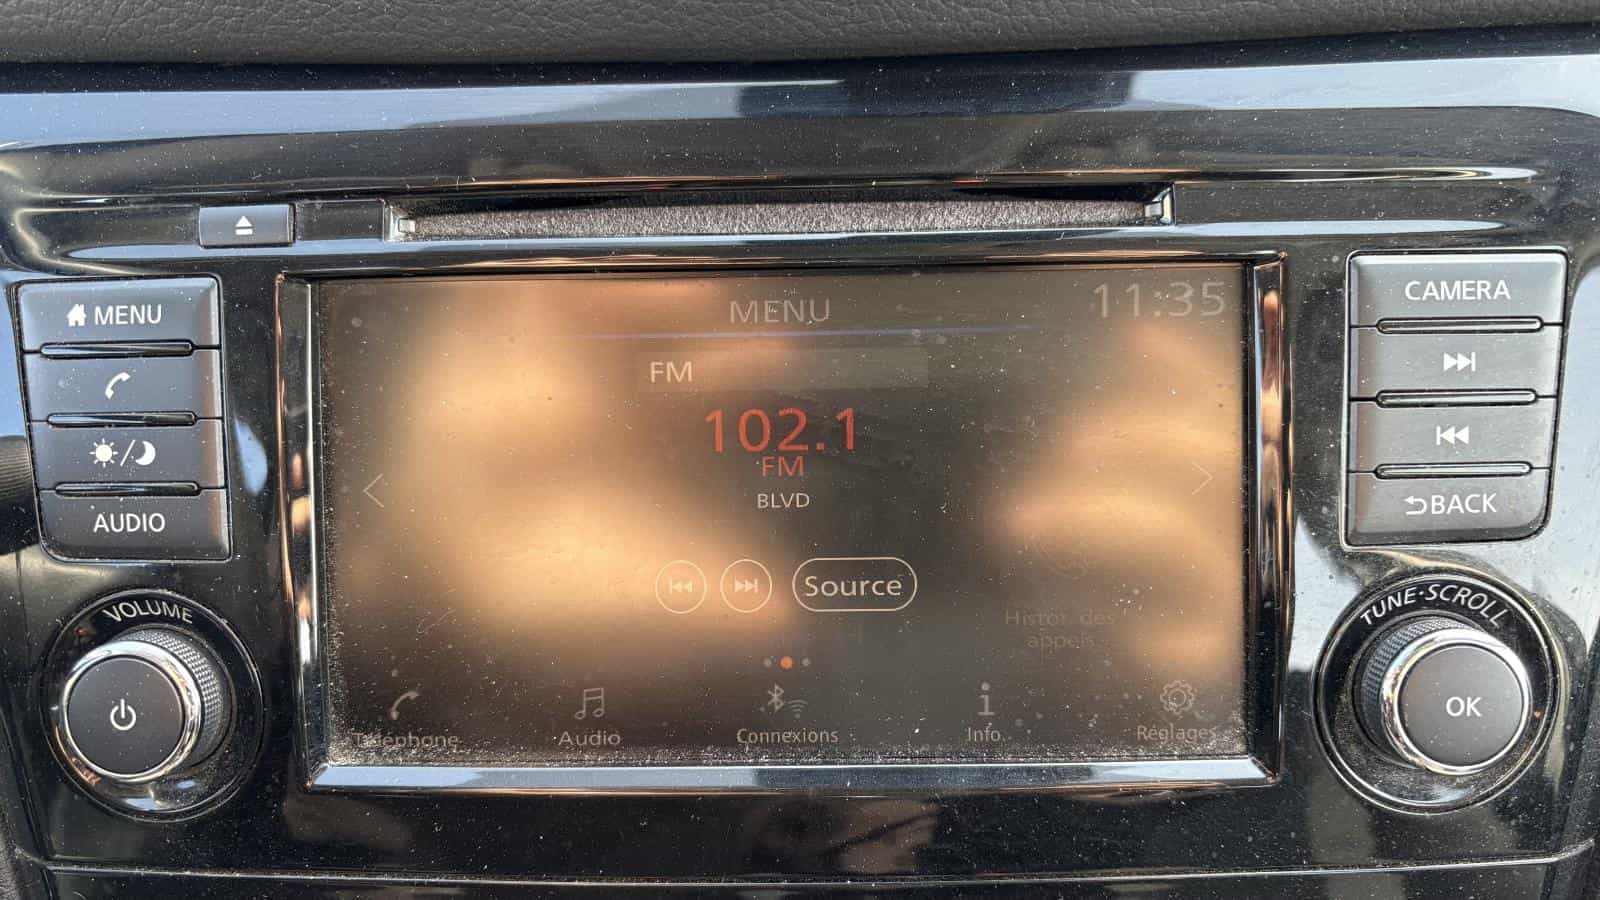 MENU
AUDIO
VOLUME
MENU
11:35
FM
102.1
FM
BLVD
Source
Histor. des
appels
Téléphone
Audio
Connexions
Info
Réglages
CAMERA
BACK
TUNE·SCROLL
OK